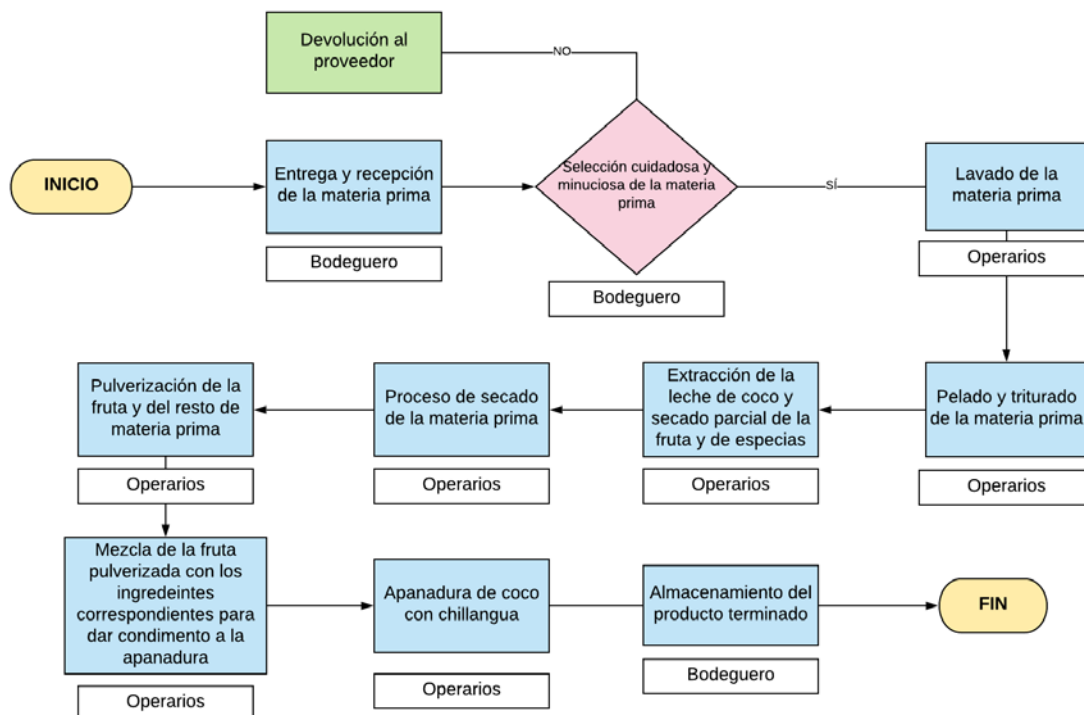 Devolución al
proveedor
NO
INICIO
Entrega y recepción
de la materia prima
Bodeguero
Selección cuidadosa y
minuciosa de la materia
prima
Bodeguero
SÍ
Lavado de la
materia prima
Operarios
Pelado y triturado
de la materia prima
Operarios
Extracción de la
leche de coco y
secado parcial de la
fruta y de especias
Operarios
Proceso de secado
de la materia prima
Operarios
Pulverización de la
fruta y del resto de
materia prima
Operarios
Mezcla de la fruta
pulverizada con los
ingredeintes
correspondientes para
dar condimento a la
apanadura
Operarios
Apanadura de coco
con chillangua
Operarios
Almacenamiento del
producto terminado
Bodeguero
FIN